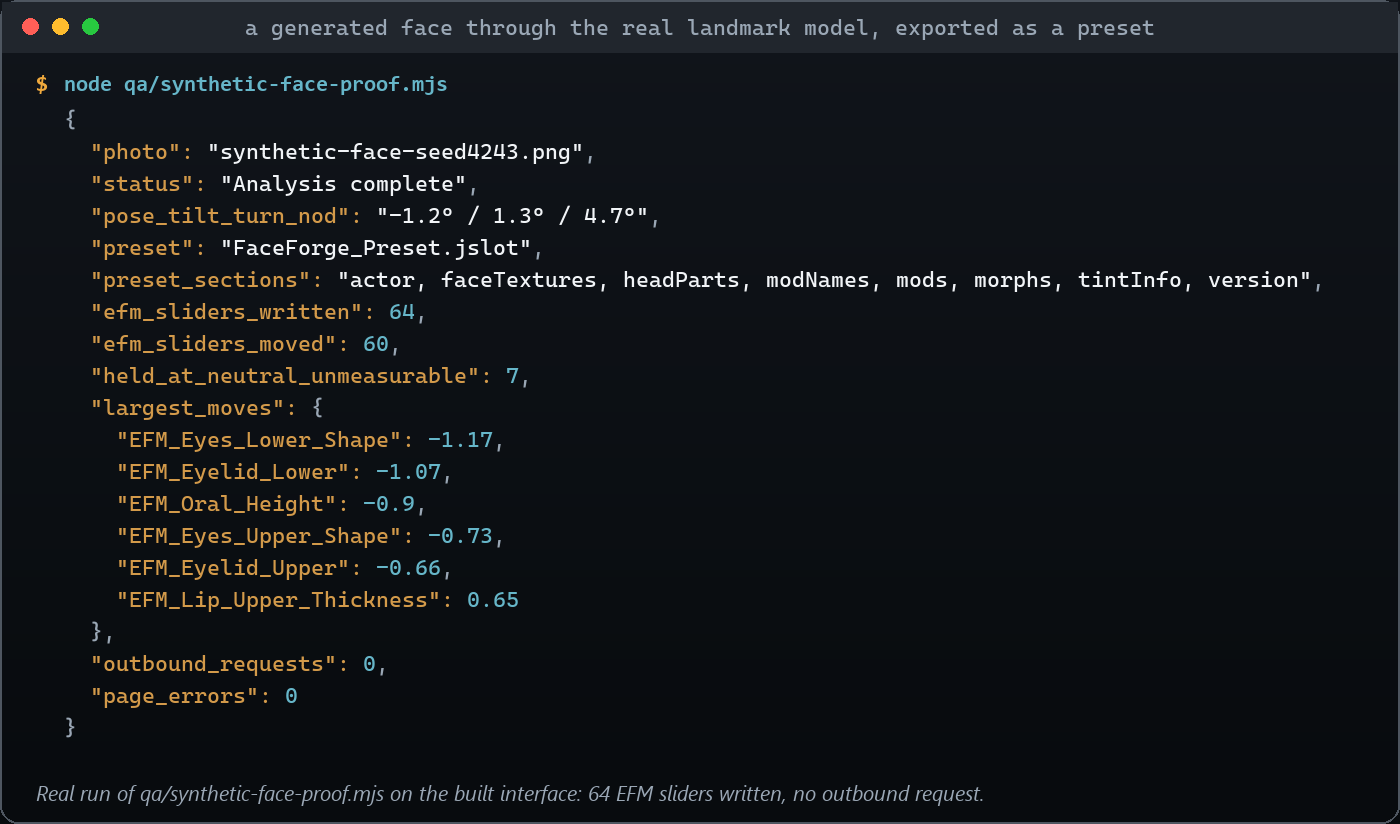 a generated face through the real landmark model, exported as a preset
$ node qa/synthetic-face-proof.mjs
{
"photo": "synthetic-face-seed4243.png",
"status": "Analysis complete",
"pose_tilt_turn_nod": "−1.2° / 1.3° / 4.7°",
"preset": "FaceForge_Preset.jslot",
"preset_sections": "actor, faceTextures, headParts, modNames, mods, morphs, tintInfo, version",
"efm_sliders_written": 64,
"efm_sliders_moved": 60,
"held_at_neutral_unmeasurable": 7,
"largest_moves": {
"EFM_Eyes_Lower_Shape": −1.17,
"EFM_Eyelid_Lower": −1.07,
"EFM_Oral_Height": −0.9,
"EFM_Eyes_Upper_Shape": −0.73,
"EFM_Eyelid_Upper": −0.66,
"EFM_Lip_Upper_Thickness": 0.65
},
"outbound_requests": 0,
"page_errors": 0
}
Real run of qa/synthetic-face-proof.mjs on the built interface: 64 EFM sliders written, no outbound request.